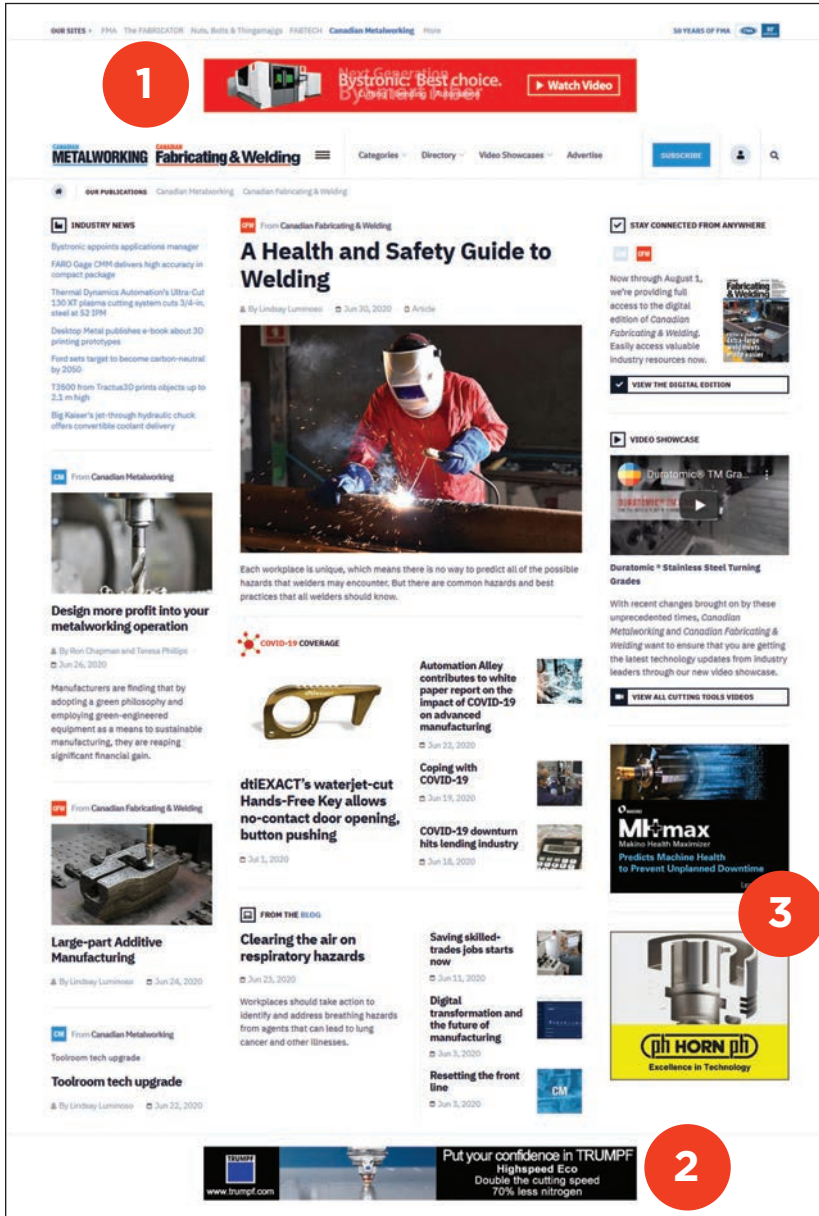 OUR SITES › FMA The FABRICATOR Nuts, Bolts & Thingamajigs FABTECH Canadian Metalworking More
50 YEARS OF FMA
1
Bystronic: Best choice.
Cutting Bending Automation
Next Generation
BySmart Fiber
Watch Video
CANADIAN METALWORKING
CANADIAN Fabricating & Welding
Categories Directory Video Showcases Advertise
SUBSCRIBE
OUR PUBLICATIONS Canadian Metalworking Canadian Fabricating & Welding
INDUSTRY NEWS
Bystronic appoints applications manager
FARO Gage CMM delivers high accuracy in
compact package
Thermal Dynamics Automation's Ultra-Cut
130 XT plasma cutting system cuts 3/4-in.
steel at 52 IPM
Desktop Metal publishes e-book about 3D
printing prototypes
Ford sets target to become carbon-neutral
by 2050
T3500 from Tractus3D prints objects up to
2.1 m high
Big Kaiser's jet-through hydraulic chuck
offers convertible coolant delivery
CM From Canadian Metalworking
Design more profit into your
metalworking operation
By Ron Chapman and Teresa Phillips
Jun 26, 2020
Manufacturers are finding that by
adopting a green philosophy and
employing green-engineered
equipment as a means to sustainable
manufacturing, they are reaping
significant financial gain.
CFW From Canadian Fabricating & Welding
Large-part Additive
Manufacturing
By Lindsay Luminoso Jun 24, 2020
CM From Canadian Metalworking
Toolroom tech upgrade
Toolroom tech upgrade
By Lindsay Luminoso Jun 22, 2020
CFW From Canadian Fabricating & Welding
A Health and Safety Guide to
Welding
By Lindsay Luminoso Jun 30, 2020 Article
Each workplace is unique, which means there is no way to predict all of the possible
hazards that welders may encounter. But there are common hazards and best
practices that all welders should know.
COVID-19 COVERAGE
dtiEXACT's waterjet-cut
Hands-Free Key allows
no-contact door opening,
button pushing
Jul 1, 2020
Automation Alley
contributes to white
paper report on the
impact of COVID-19
on advanced
manufacturing
Jun 22, 2020
Coping with
COVID-19
Jun 19, 2020
COVID-19 downturn
hits lending industry
Jun 18, 2020
FROM THE BLOG
Clearing the air on
respiratory hazards
Jun 23, 2020
Workplaces should take action to
identify and address breathing hazards
from agents that can lead to lung
cancer and other illnesses.
Saving skilled-
trades jobs starts
now
Jun 11, 2020
Digital
transformation and
the future of
manufacturing
Jun 3, 2020
Resetting the front
line
Jun 3, 2020
CM
STAY CONNECTED FROM ANYWHERE
CM CFW
Now through August 1,
we're providing full
access to the digital
edition of Canadian
Fabricating & Welding.
Easily access valuable
industry resources now.
Fabricating
& Welding
VIEW THE DIGITAL EDITION
VIDEO SHOWCASE
Duratomic® TM Gra...
DURATOMIC® TM
Duratomic ® Stainless Steel Turning
Grades
With recent changes brought on by these
unprecedented times, Canadian
Metalworking and Canadian Fabricating &
Welding want to ensure that you are getting
the latest technology updates from industry
leaders through our new video showcase.
VIEW ALL CUTTING TOOLS VIDEOS
MAKINO
MH+max
Makino Health Maximizer
Predicts Machine Health
to Prevent Unplanned Downtime
3
ph HORN ph
Excellence in Technology
TRUMPF
www.trumpf.com
Put your confidence in TRUMPF
Highspeed Eco
Double the cutting speed
70% less nitrogen
2